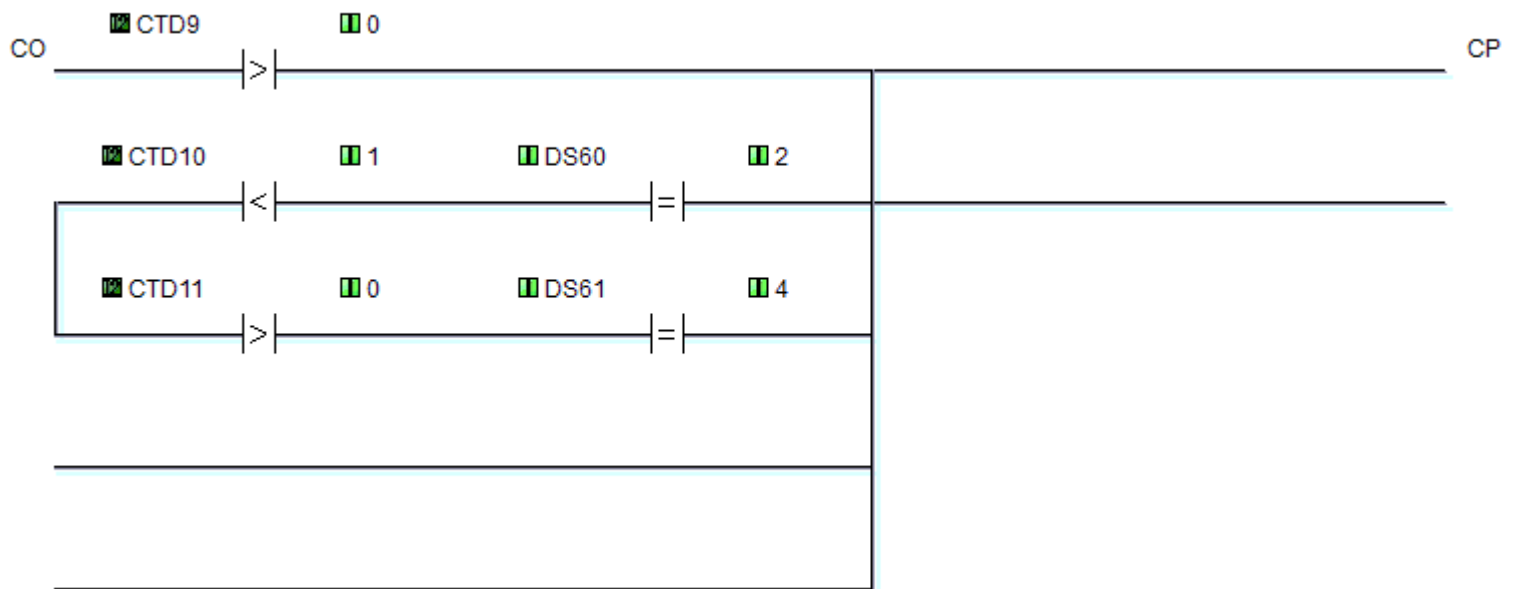 CTD9 0
CO > CP
CTD10 1 DS60 2
< =
CTD11 0 DS61 4
> =